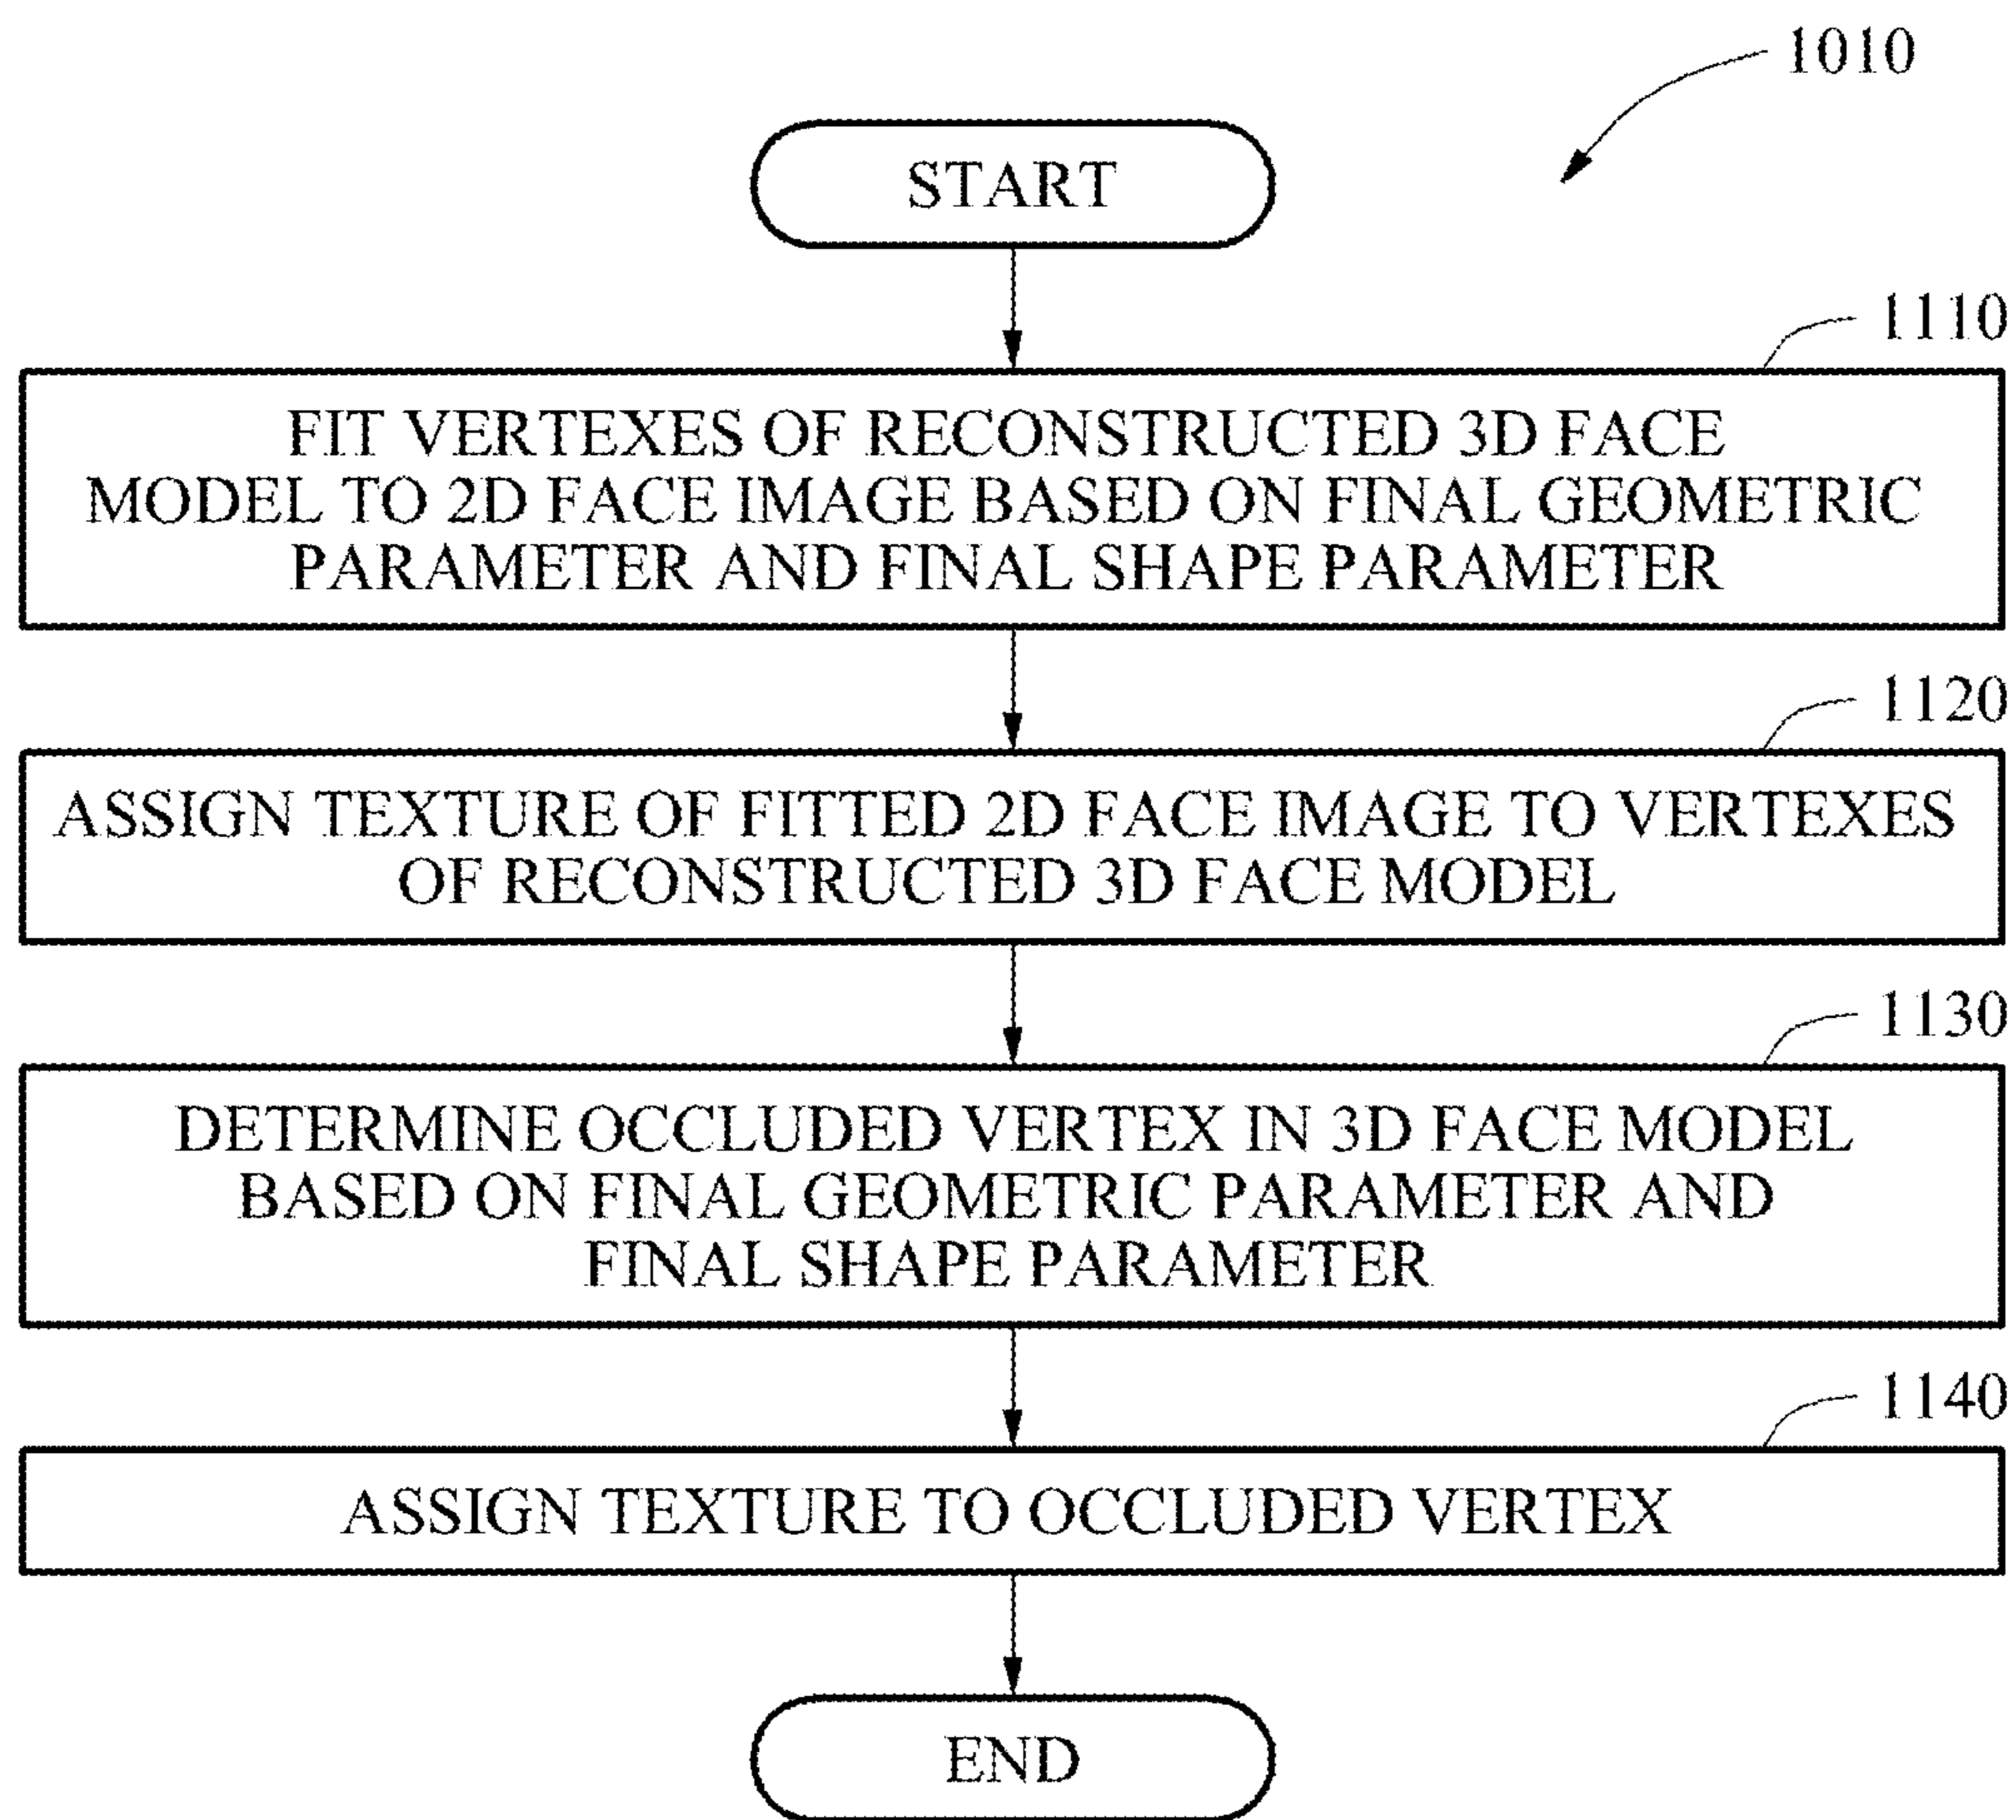 1010
START
1110
FIT VERTEXES OF RECONSTRUCTED 3D FACE
MODEL TO 2D FACE IMAGE BASED ON FINAL GEOMETRIC
PARAMETER AND FINAL SHAPE PARAMETER
1120
ASSIGN TEXTURE OF FITTED 2D FACE IMAGE TO VERTEXES
OF RECONSTRUCTED 3D FACE MODEL
1130
DETERMINE OCCLUDED VERTEX IN 3D FACE MODEL
BASED ON FINAL GEOMETRIC PARAMETER AND
FINAL SHAPE PARAMETER
1140
ASSIGN TEXTURE TO OCCLUDED VERTEX
END